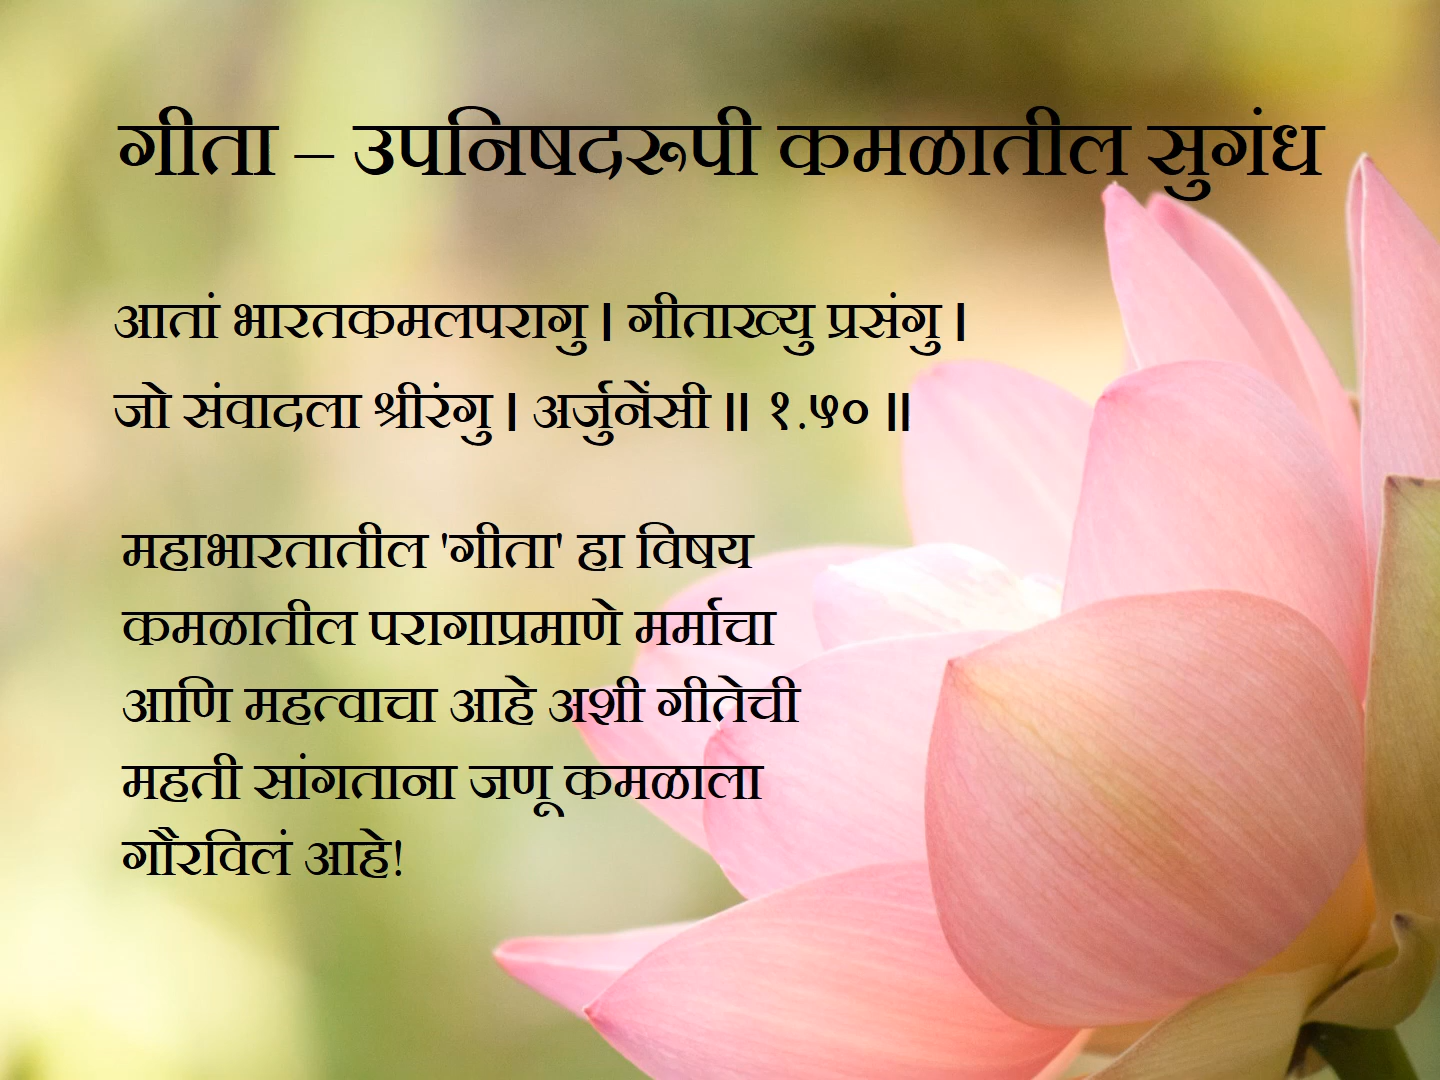 गीता – उपनिषदरूपी कमळातील सुगंध
आतां भारतकमलपरागु । गीताख्यु प्रसंगु ।
जो संवादला श्रीरंगु । अर्जुनेंसी ॥ १.५० ॥
महाभारतातील 'गीता' हा विषय
कमळातील परागाप्रमाणे मर्माचा
आणि महत्वाचा आहे अशी गीतेची
महती सांगताना जणू कमळाला
गौरविलं आहे!